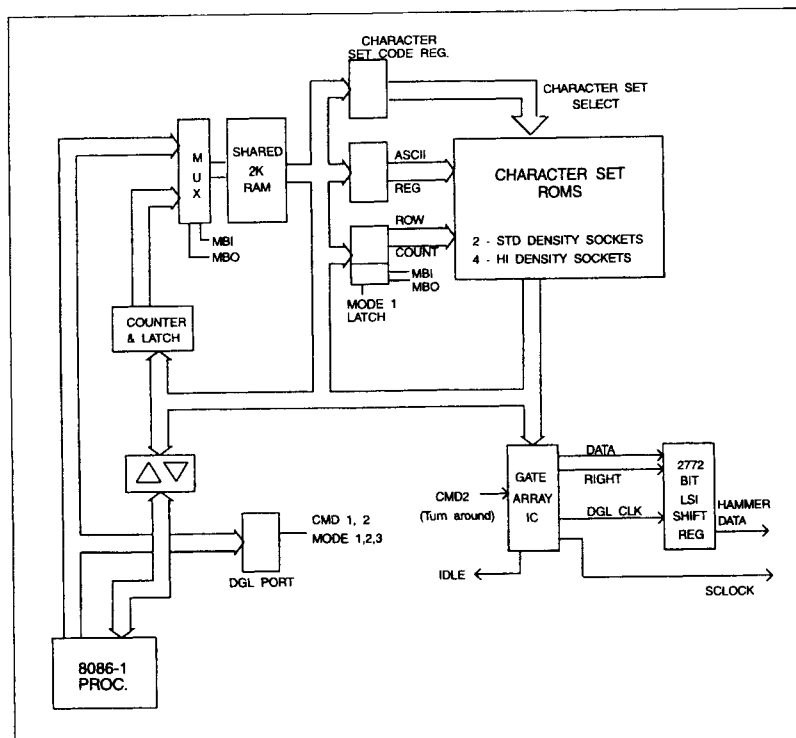 CHARACTER
SET CODE REG.
CHARACTER SET
SELECT
M
U
X
SHARED
2K
RAM
ASCII
REG
CHARACTER SET
ROMS
2 - STD DENSITY SOCKETS
4 - HI DENSITY SOCKETS
ROW
COUNT
MBI
MBO
MBI
MBO
MODE 1
LATCH
COUNTER
& LATCH
CMD 1, 2
MODE 1,2,3
DGL PORT
8086-1
PROC.
CMD2
(Turn around)
GATE
ARRAY
IC
DATA
RIGHT
DGL CLK
2772
BIT
LSI
SHIFT
REG
HAMMER
DATA
IDLE
SCLOCK